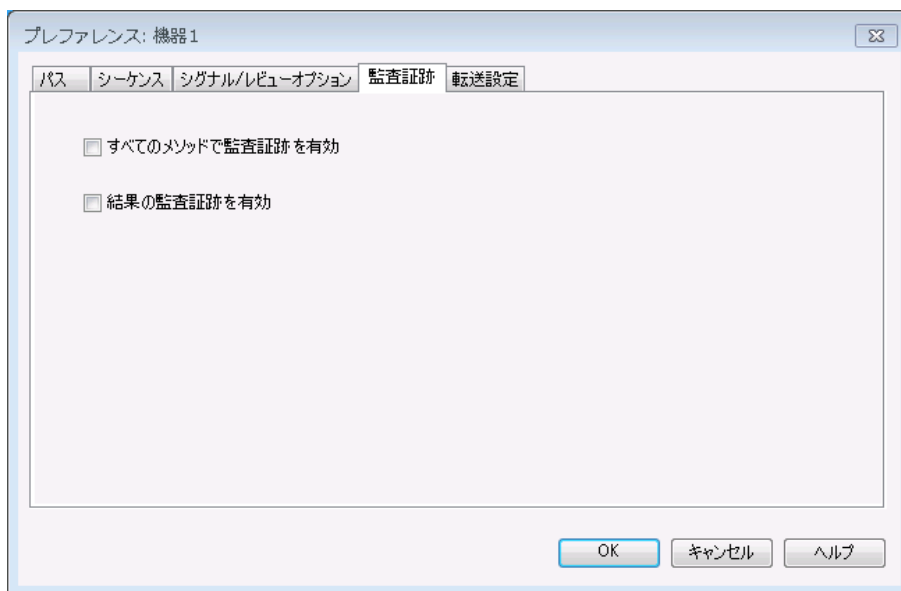 プレファレンス: 機器1
パス シーケンス シグナル/レビューオプション 監査証跡 転送設定
すべてのメソッドで監査証跡を有効
結果の監査証跡を有効
OK キャンセル ヘルプ